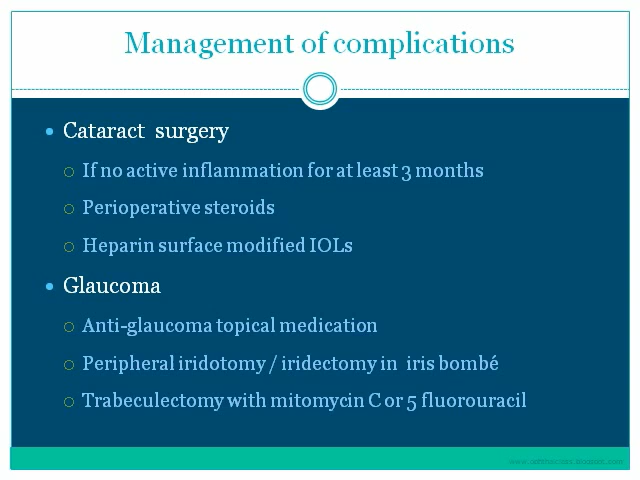 Management of complications
Cataract surgery
If no active inflammation for at least 3 months
Perioperative steroids
Heparin surface modified IOLs
Glaucoma
Anti-glaucoma topical medication
Peripheral iridotomy / iridectomy in iris bombé
Trabeculectomy with mitomycin C or 5 fluorouracil